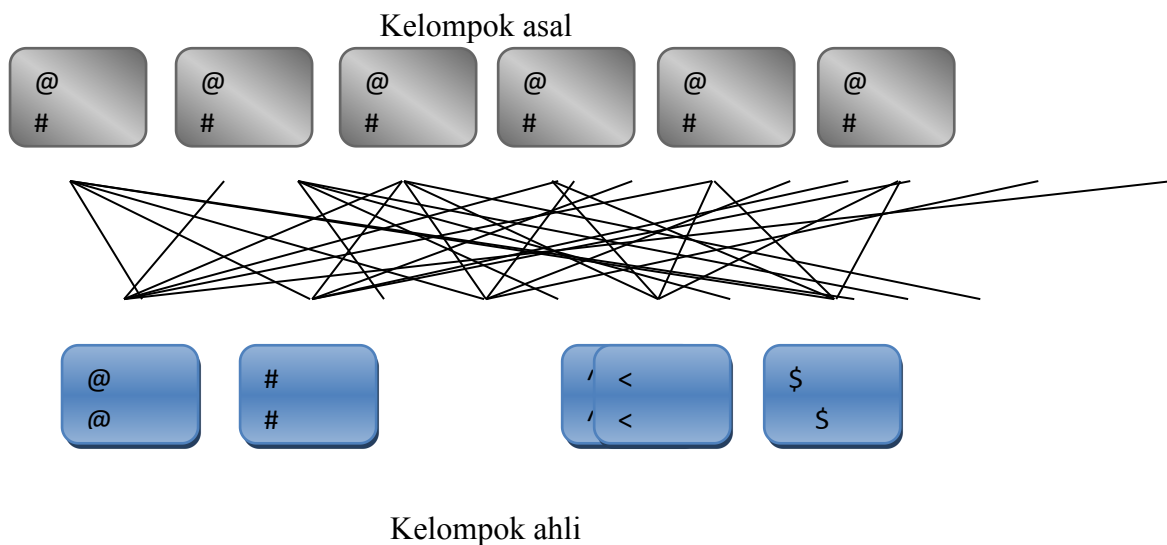 Kelompok asal
@ @ @ @ @ @
# # # # # #
@ # ^ < $
@ # ^ < $
Kelompok ahli